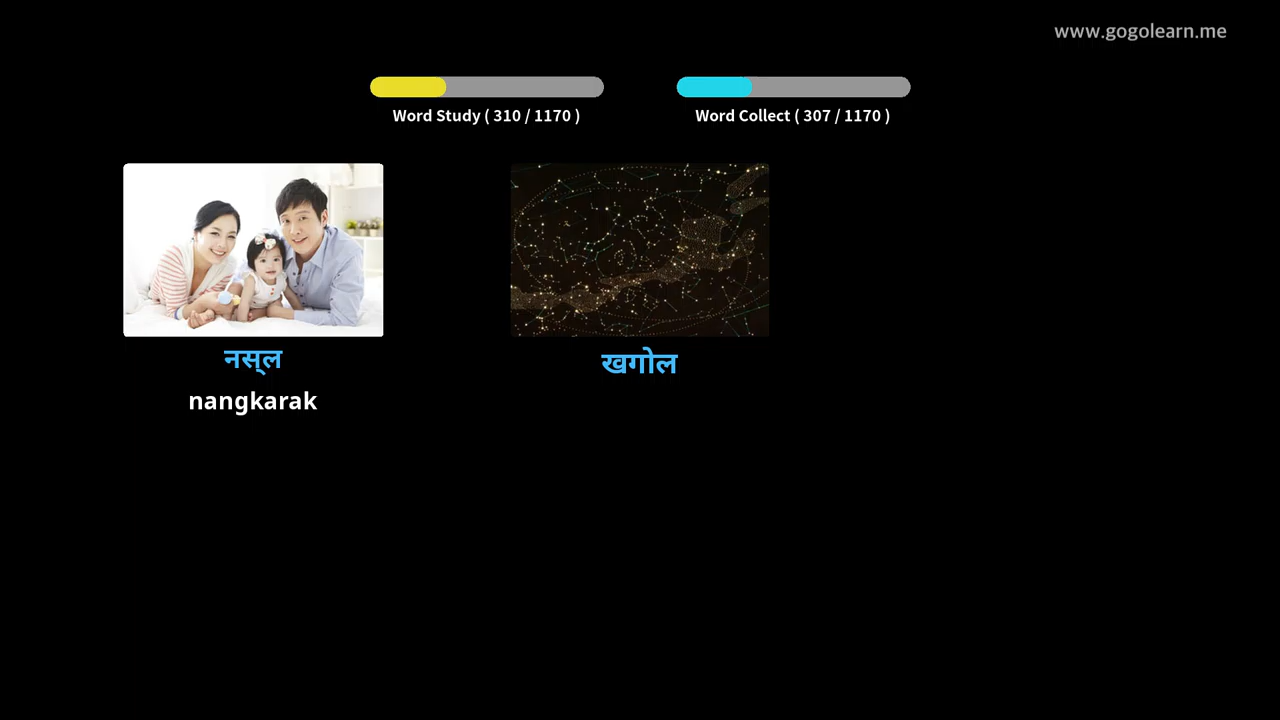 www.gogolearn.me
Word Study ( 310 / 1170 )
Word Collect ( 307 / 1170 )
नस्‌ल
खगोल
nangkarak